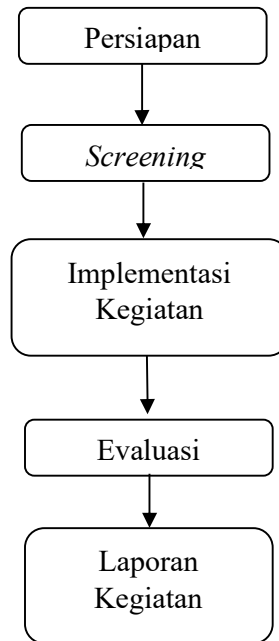 Persiapan
Screening
Implementasi
Kegiatan
Evaluasi
Laporan
Kegiatan